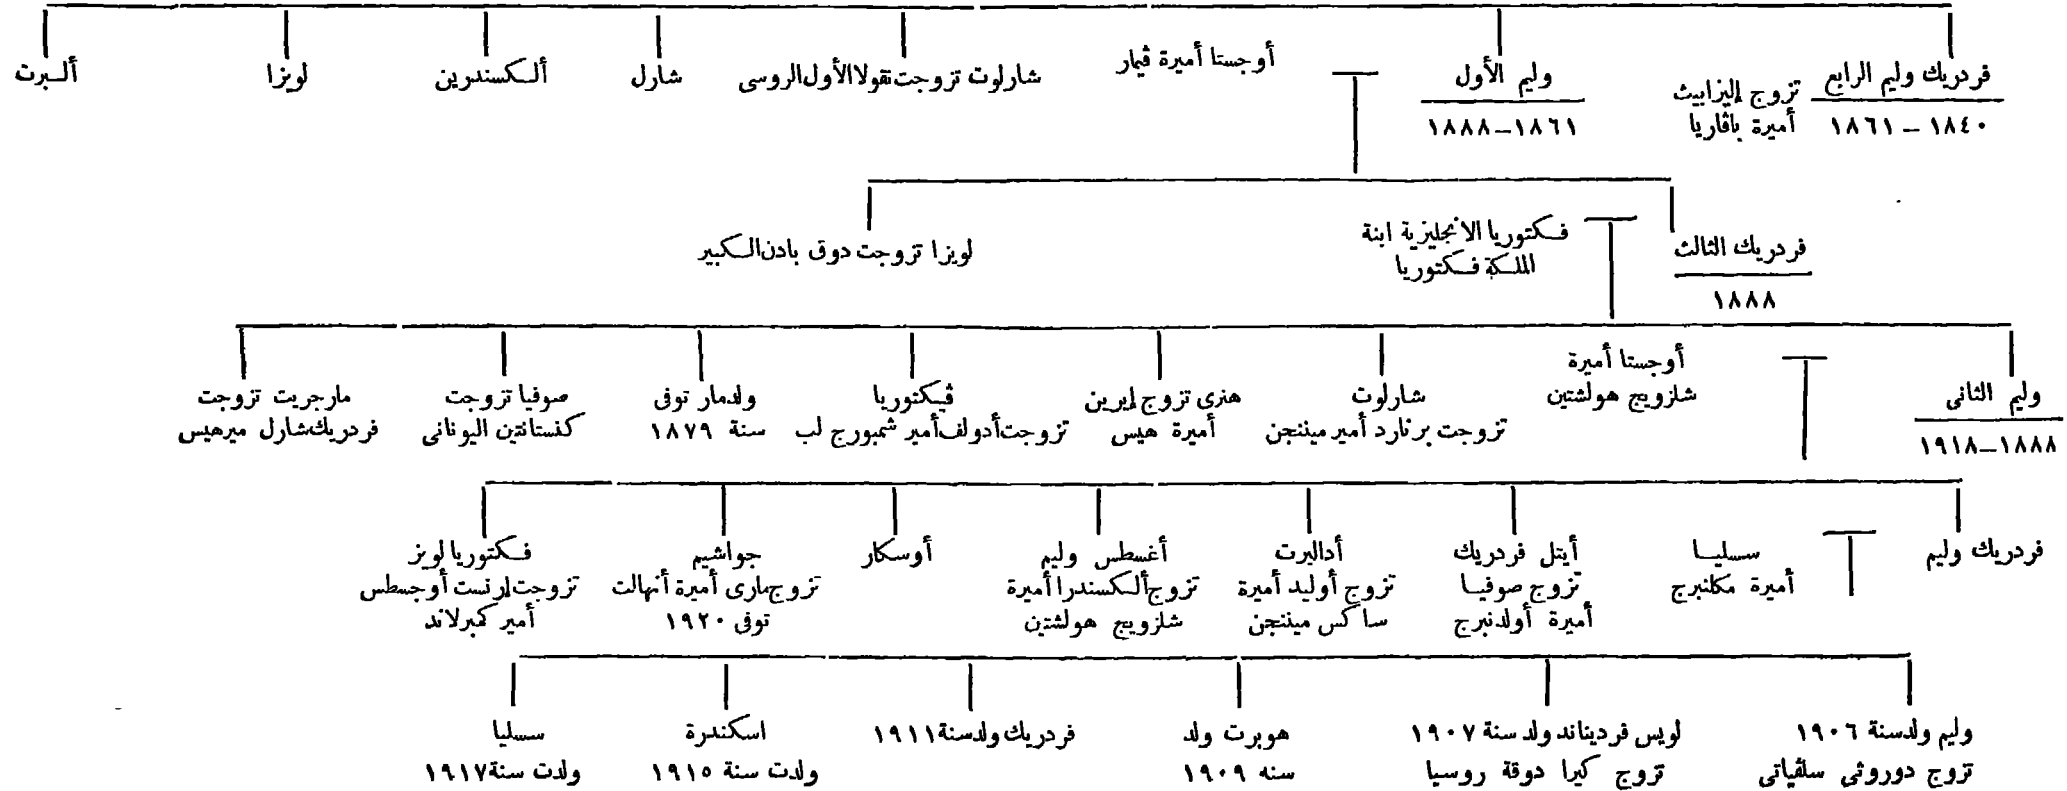 فردريك وليم الرابع
١٨٤٠ – ١٨٦١
تزوج إليزابيث
أميرة باڤاريا
وليم الأول
١٨٦١–١٨٨٨
أوجستا أميرة ڤيمار
شارلوت تزوجت نقولا الأول الروسى
شارل
ألكسندرين
لويزا
ألبرت
فردريك الثالث
١٨٨٨
فكتوريا الانجليزية ابنة
الملكة فكتوريا
لويزا تزوجت دوق بادن الكبير
وليم الثانى
١٨٨٨–١٩١٨
أوجستا أميرة
شلزويج هولشتين
شارلوت
تزوجت برنارد أمير ميننجن
هنرى تزوج إيرين
أميرة هيس
ڤيكتوريا
تزوجت أدولف أمير شمبورج لب
ولدمار توفى
سنة ١٨٧٩
صوفيا تزوجت
كنستانتين اليونانى
مارجريت تزوجت
فردريك شارل ميرهيس
فردريك وليم
سسليا
أميرة مكلنبرج
أيتل فردريك
تزوج صوفيا
أميرة أولدنبرج
أدالبرت
تزوج أوليد أميرة
ساكس ميننجن
أغسطس وليم
تزوج ألكسندرا أميرة
شلزويج هولشتين
أوسكار
جواشيم
تزوج مارى أميرة أنهالت
توفى ١٩٢٠
فكتوريا لويز
تزوجت إرنست أوجسطس
أمير كمبرلاند
وليم ولد سنة ١٩٠٦
تزوج دوروثى سلڤياتى
لويس فرديناند ولد سنة ١٩٠٧
تزوج كيرا دوقة روسيا
هوبرت ولد
سنه ١٩٠٩
فردريك ولد سنة ١٩١١
اسكندرة
ولدت سنة ١٩١٥
سسليا
ولدت سنة ١٩١٧